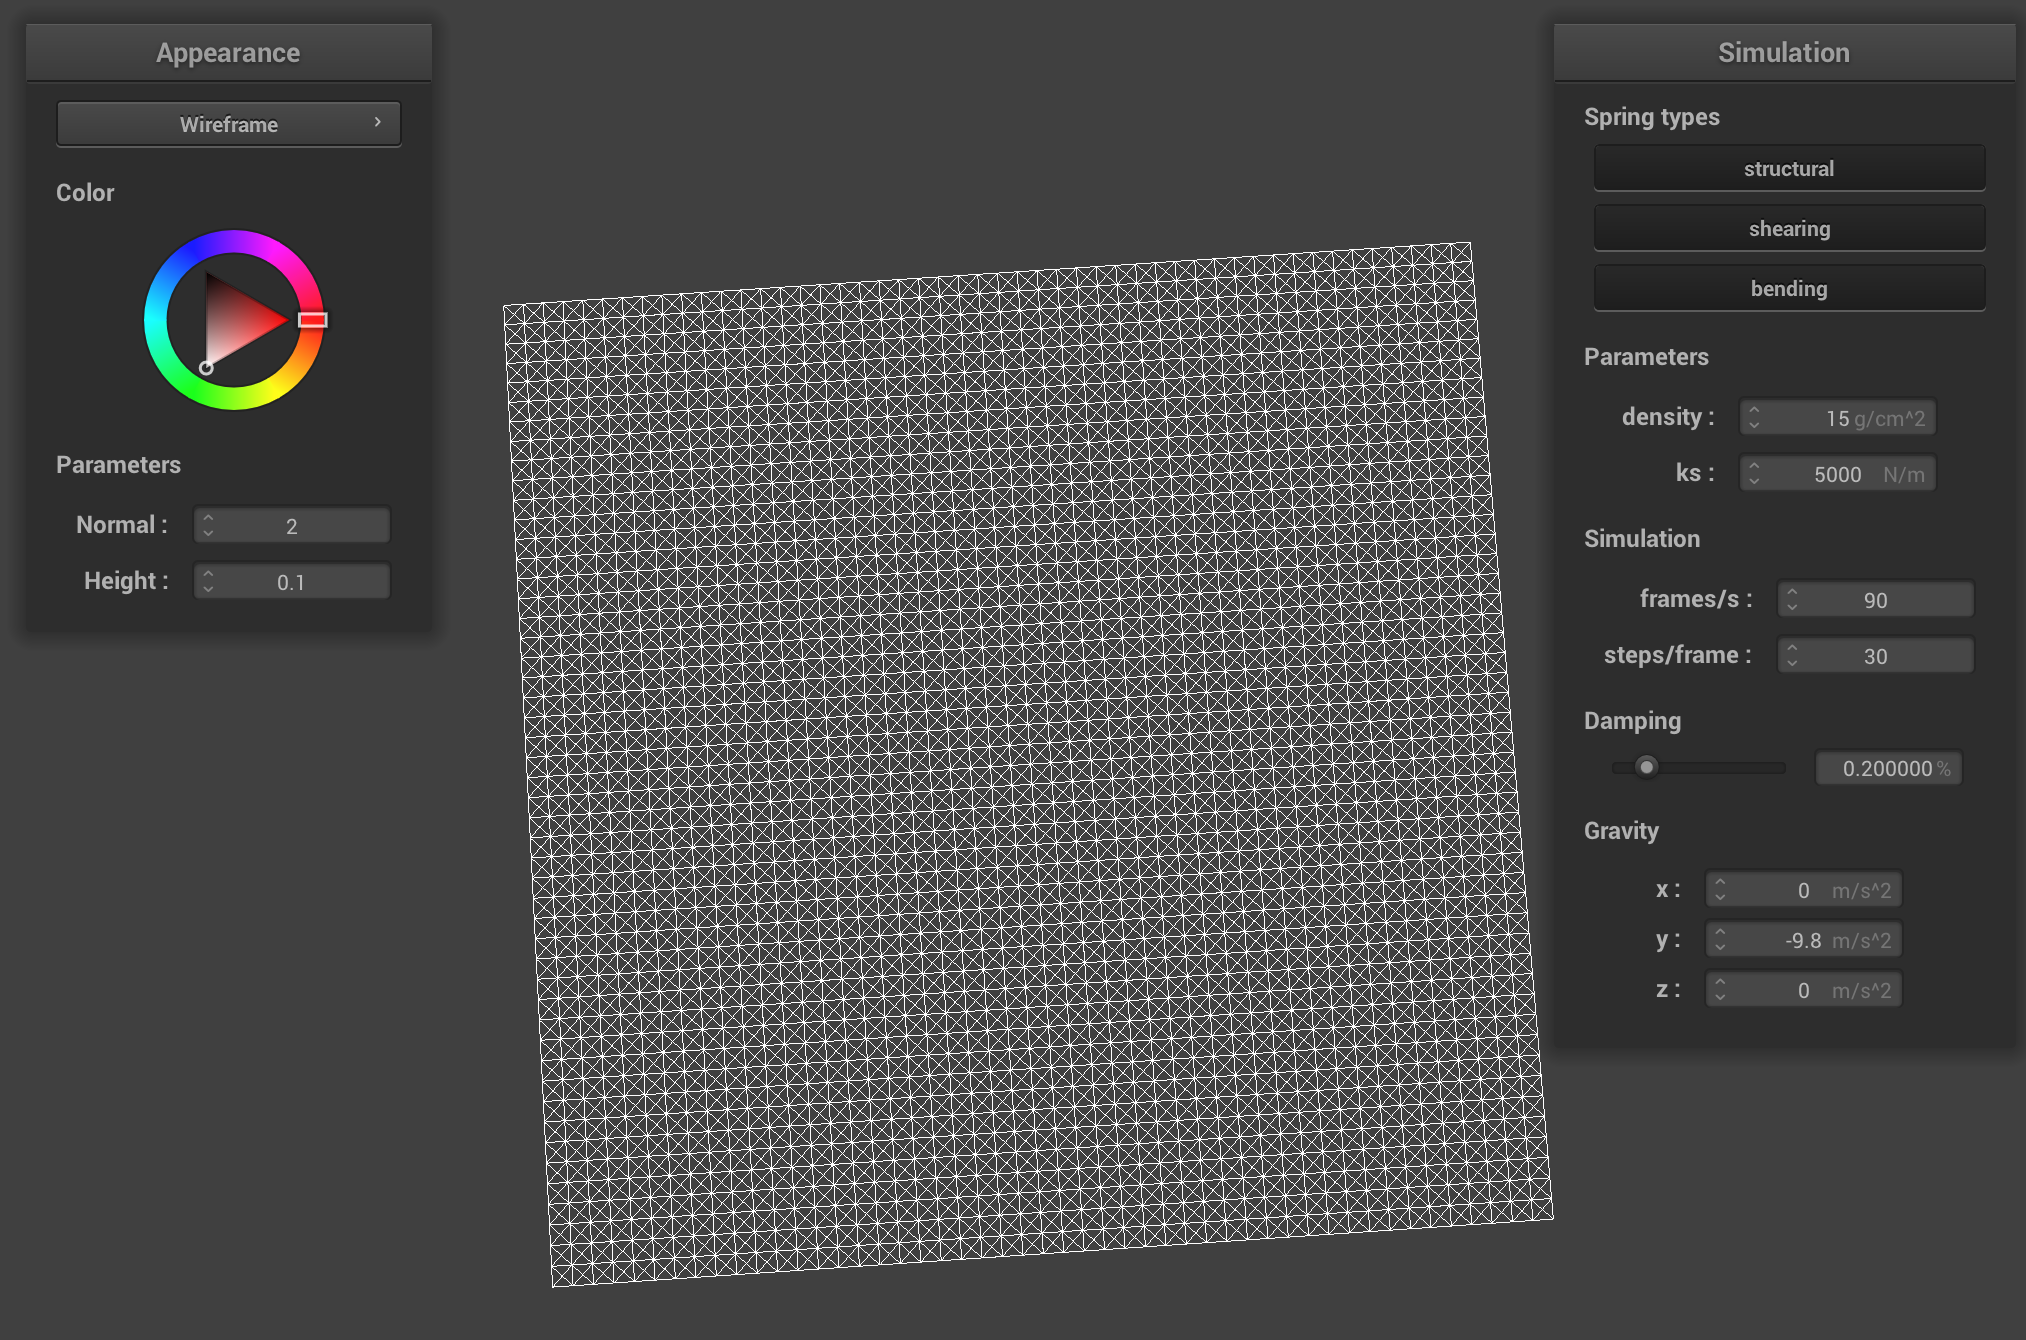 Appearance
Wireframe
Color
Parameters
Normal : 2
Height : 0.1
Simulation
Spring types
structural
shearing
bending
Parameters
density : 15 g/cm^2
ks : 5000 N/m
Simulation
frames/s : 90
steps/frame : 30
Damping
0.200000 %
Gravity
x : 0 m/s^2
y : -9.8 m/s^2
z : 0 m/s^2